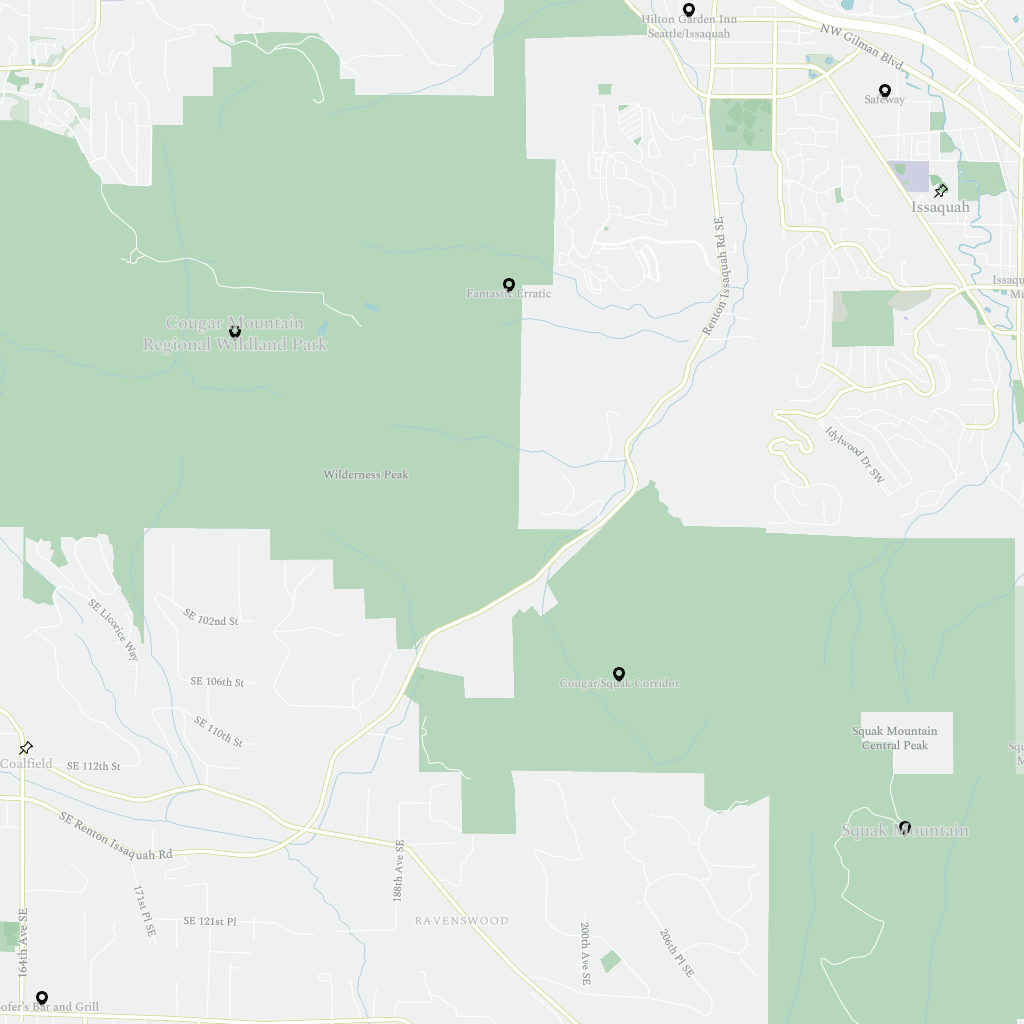 Hilton Garden Inn
Seattle/Issaquah
NW Gilman Blvd
Safeway
Issaquah
Renton Issaquah Rd SE
Fantastic Erratic
Cougar Mountain
Regional Wildland Park
Idylwood Dr SW
Wilderness Peak
SE Licorice Way
SE 102nd St
SE 106th St
SE 110th St
Cougar/Squak Corridor
Squak Mountain
Central Peak
Coalfield
SE 112th St
SE Renton Issaquah Rd
Squak Mountain
188th Ave SE
171st Pl SE
SE 121st Pl
RAVENSWOOD
164th Ave SE
200th Ave SE
206th Pl SE
Bar and Grill